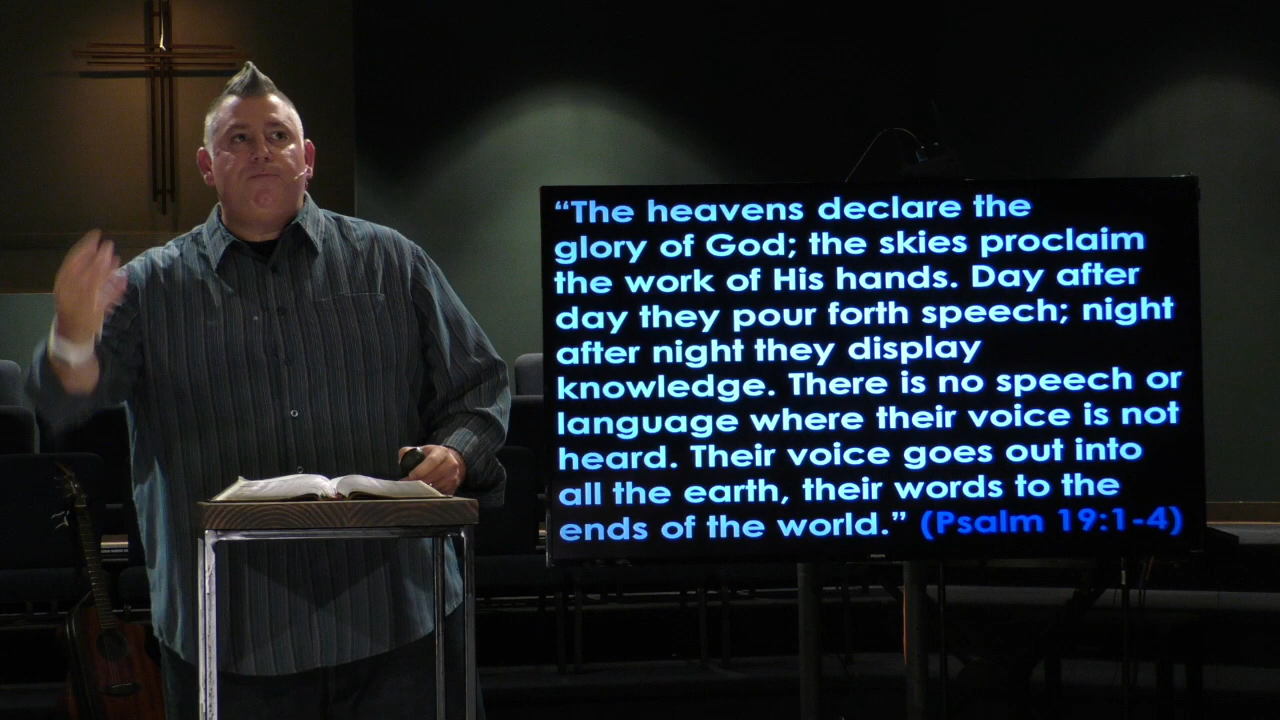 “The heavens declare the
glory of God; the skies proclaim
the work of His hands. Day after
day they pour forth speech; night
after night they display
knowledge. There is no speech or
language where their voice is not
heard. Their voice goes out into
all the earth, their words to the
ends of the world.” (Psalm 19:1-4)
PHILIPS